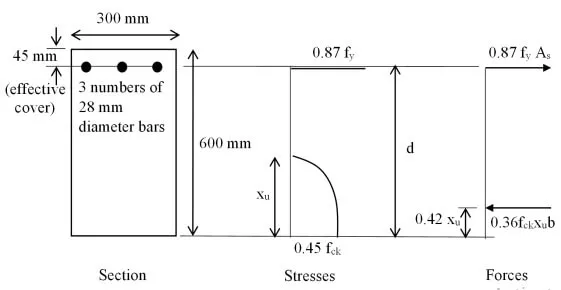 300 mm
45 mm
(effective
cover)
3 numbers of
28 mm
diameter bars
600 mm
0.87 fy
d
xu
0.45 fck
0.87 fy As
0.42 xu
0.36fckxub
Section
Stresses
Forces